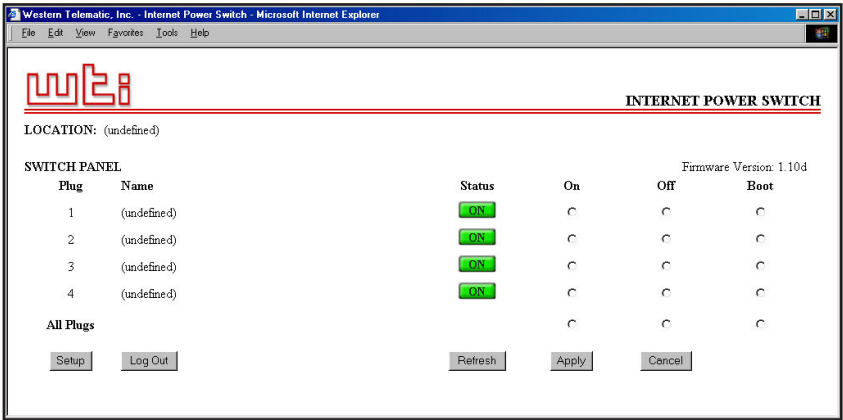 Western Telematic, Inc. - Internet Power Switch - Microsoft Internet Explorer
File Edit View Favorites Tools Help
wti
INTERNET POWER SWITCH
LOCATION: (undefined)
SWITCH PANEL Firmware Version: 1.10d
Plug Name Status On Off Boot
1 (undefined) ON
2 (undefined) ON
3 (undefined) ON
4 (undefined) ON
All Plugs
Setup Log Out Refresh Apply Cancel